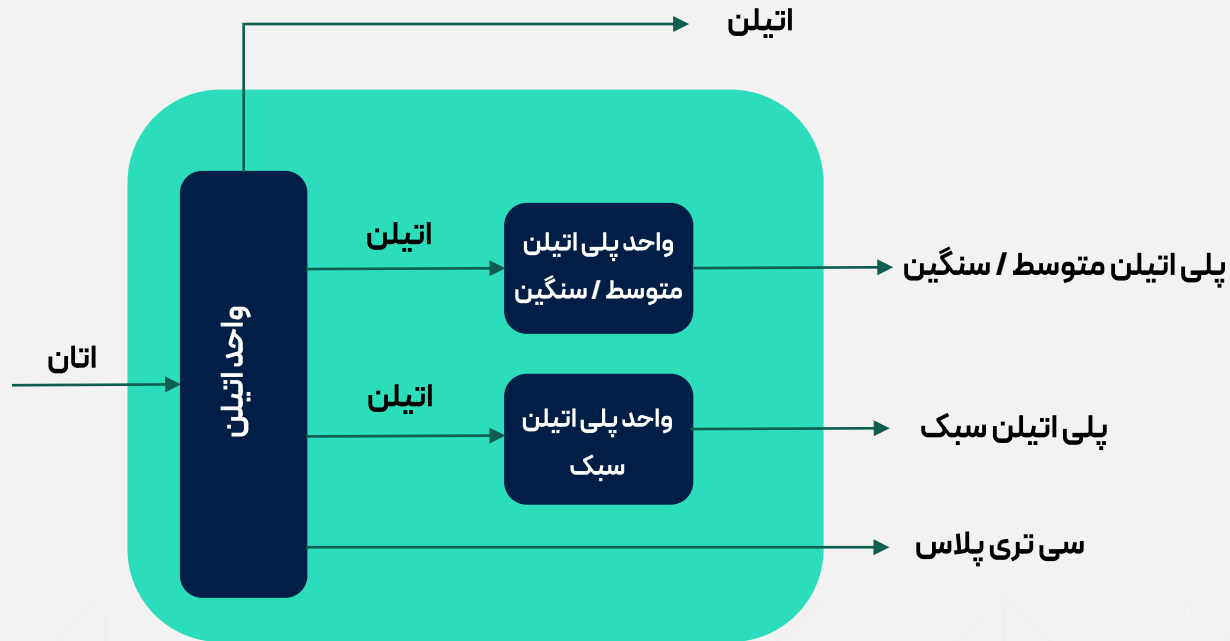 اتیلن
اتیلن
واحد پلی اتیلن
متوسط / سنگین
پلی اتیلن متوسط / سنگین
واحد اتیلن
اتان
اتیلن
واحد پلی اتیلن
سبک
پلی اتیلن سبک
سی تری پلاس